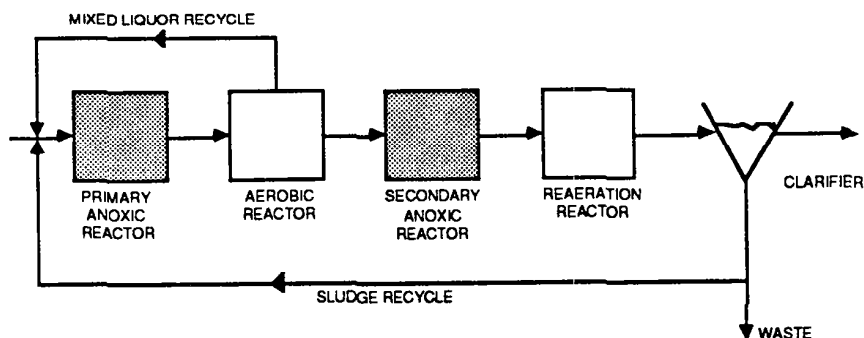 MIXED LIQUOR RECYCLE
PRIMARY
ANOXIC
REACTOR
AEROBIC
REACTOR
SECONDARY
ANOXIC
REACTOR
REAERATION
REACTOR
CLARIFIER
SLUDGE RECYCLE
WASTE